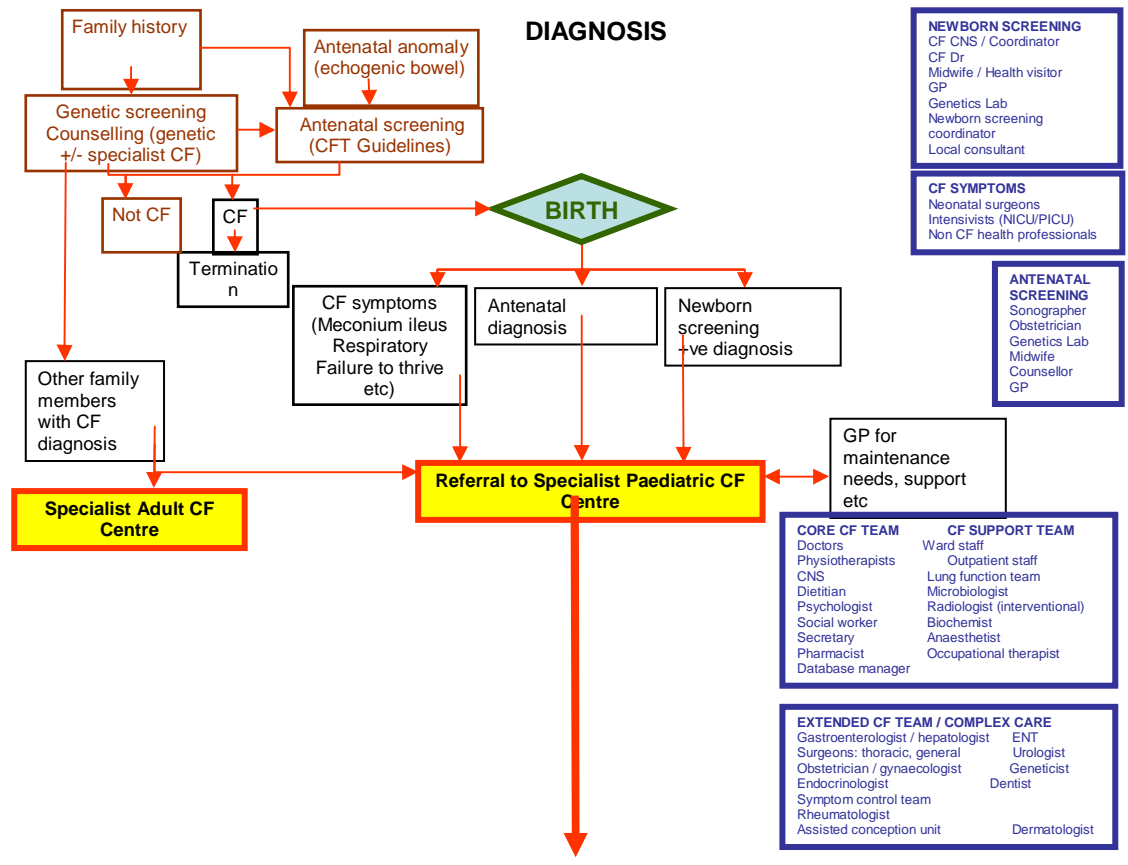 DIAGNOSIS
Family history
Antenatal anomaly
(echogenic bowel)
Genetic screening
Counselling (genetic
+/- specialist CF)
Antenatal screening
(CFT Guidelines)
Not CF
CF
Terminatio
n
BIRTH
CF symptoms
(Meconium ileus
Respiratory
Failure to thrive
etc)
Antenatal
diagnosis
Newborn
screening
+ve diagnosis
Other family
members
with CF
diagnosis
Specialist Adult CF
Centre
Referral to Specialist Paediatric CF
Centre
GP for
maintenance
needs, support
etc
NEWBORN SCREENING
CF CNS / Coordinator
CF Dr
Midwife / Health visitor
GP
Genetics Lab
Newborn screening
coordinator
Local consultant
CF SYMPTOMS
Neonatal surgeons
Intensivists (NICU/PICU)
Non CF health professionals
ANTENATAL
SCREENING
Sonographer
Obstetrician
Genetics Lab
Midwife
Counsellor
GP
CORE CF TEAM CF SUPPORT TEAM
Doctors Ward staff
Physiotherapists Outpatient staff
CNS Lung function team
Dietitian Microbiologist
Psychologist Radiologist (interventional)
Social worker Biochemist
Secretary Anaesthetist
Pharmacist Occupational therapist
Database manager
EXTENDED CF TEAM / COMPLEX CARE
Gastroenterologist / hepatologist ENT
Surgeons: thoracic, general Urologist
Obstetrician / gynaecologist Geneticist
Endocrinologist Dentist
Symptom control team
Rheumatologist
Assisted conception unit Dermatologist